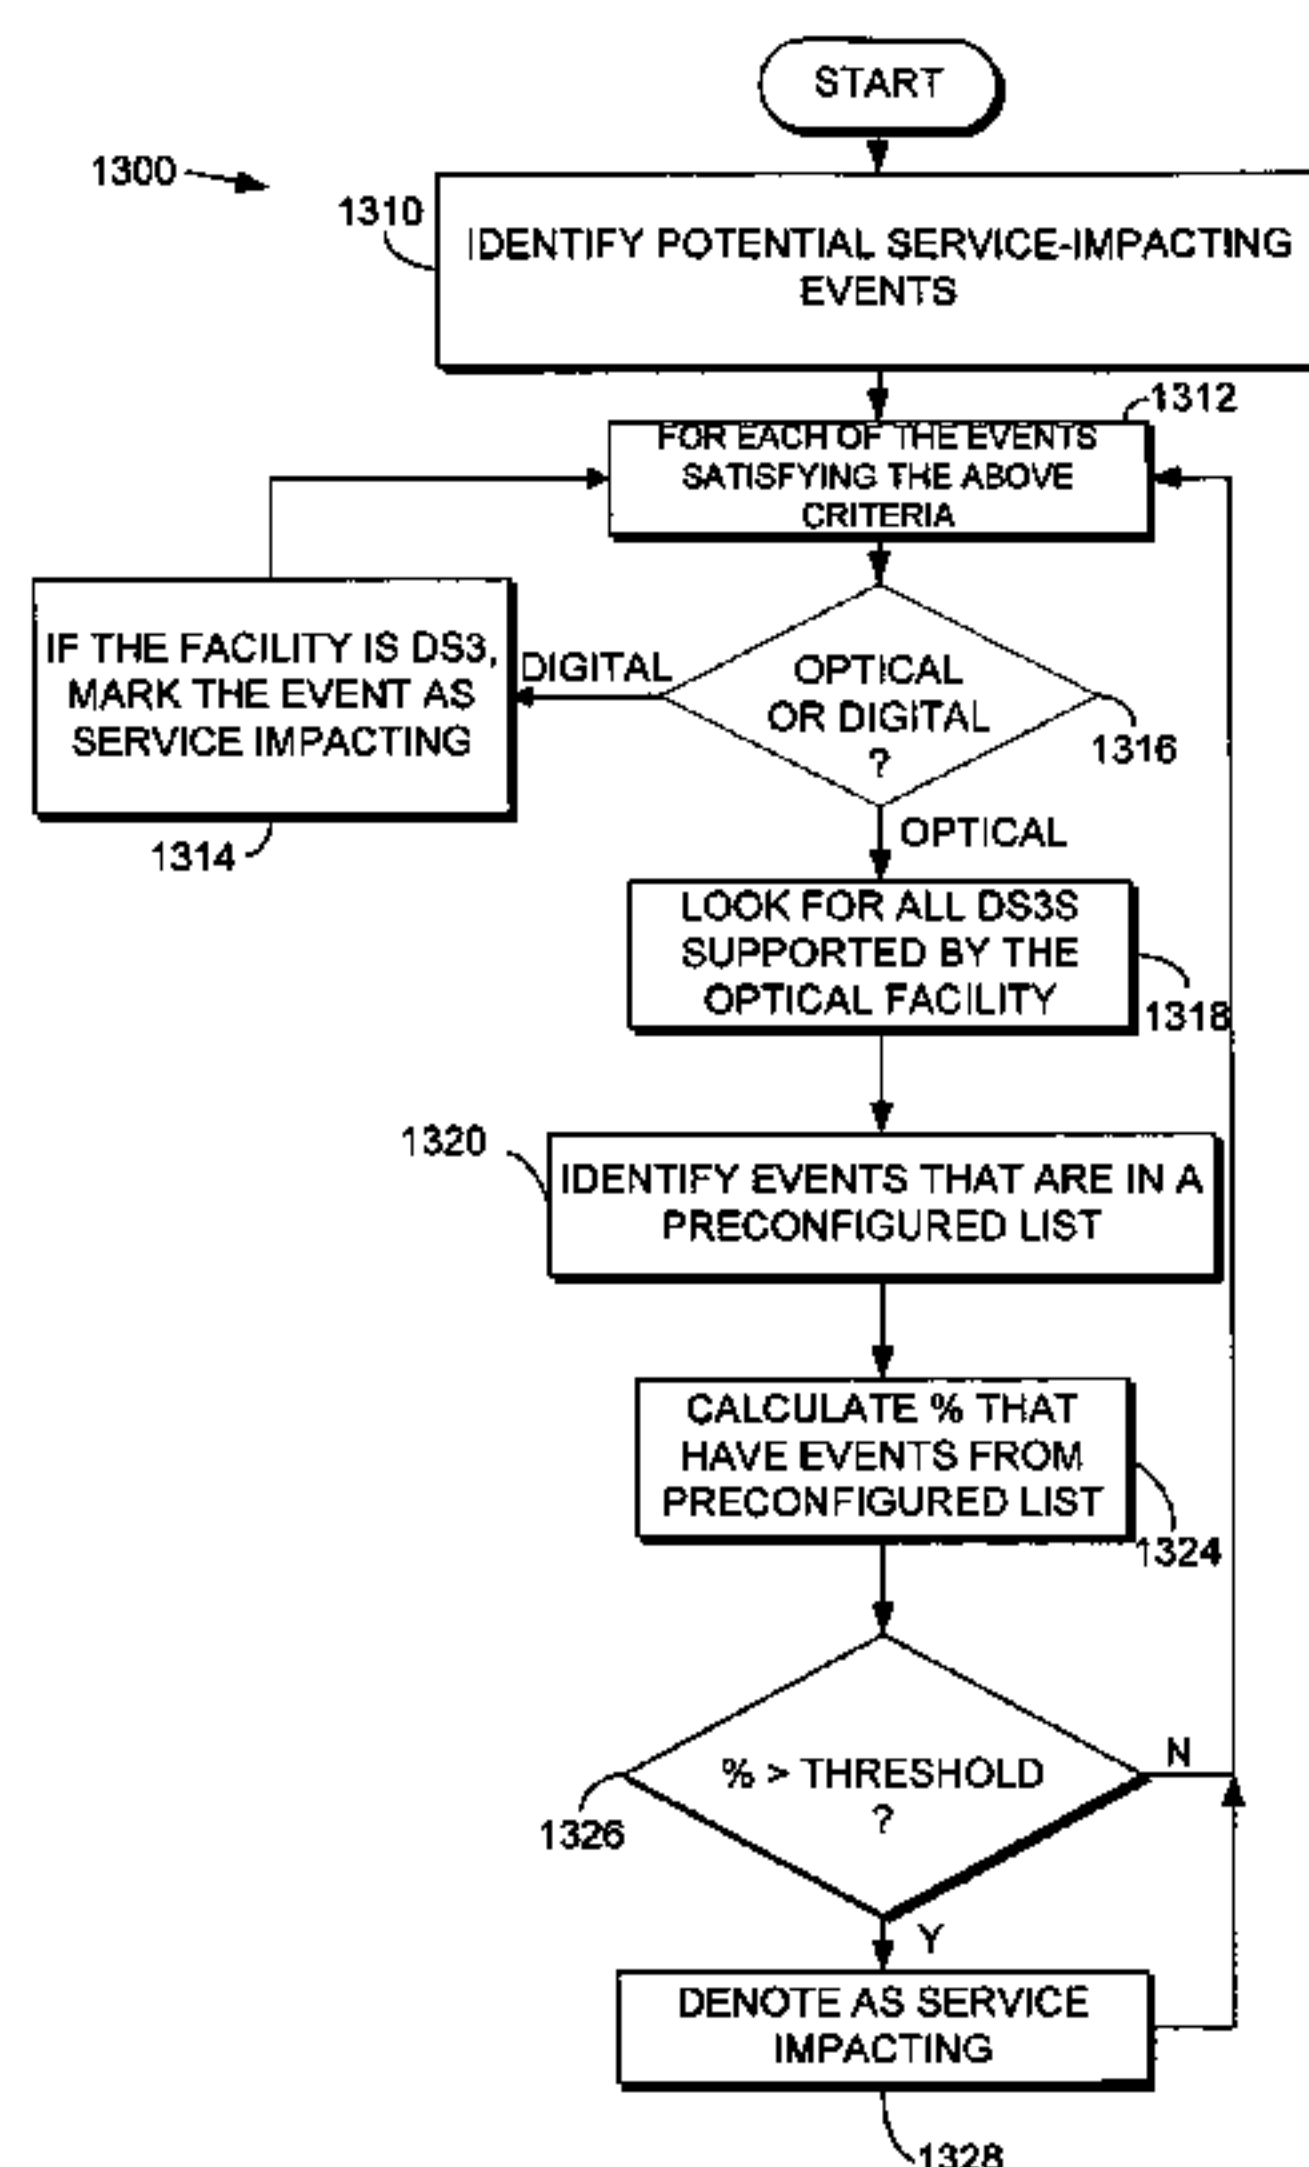 START
1300
1310
IDENTIFY POTENTIAL SERVICE-IMPACTING
EVENTS
1312
FOR EACH OF THE EVENTS
SATISFYING THE ABOVE
CRITERIA
IF THE FACILITY IS DS3,
MARK THE EVENT AS
SERVICE IMPACTING
1314
DIGITAL
OPTICAL
OR DIGITAL
?
1316
OPTICAL
LOOK FOR ALL DS3S
SUPPORTED BY THE
OPTICAL FACILITY
1318
1320
IDENTIFY EVENTS THAT ARE IN A
PRECONFIGURED LIST
CALCULATE % THAT
HAVE EVENTS FROM
PRECONFIGURED LIST
1324
% > THRESHOLD
?
N
1326
Y
DENOTE AS SERVICE
IMPACTING
1328